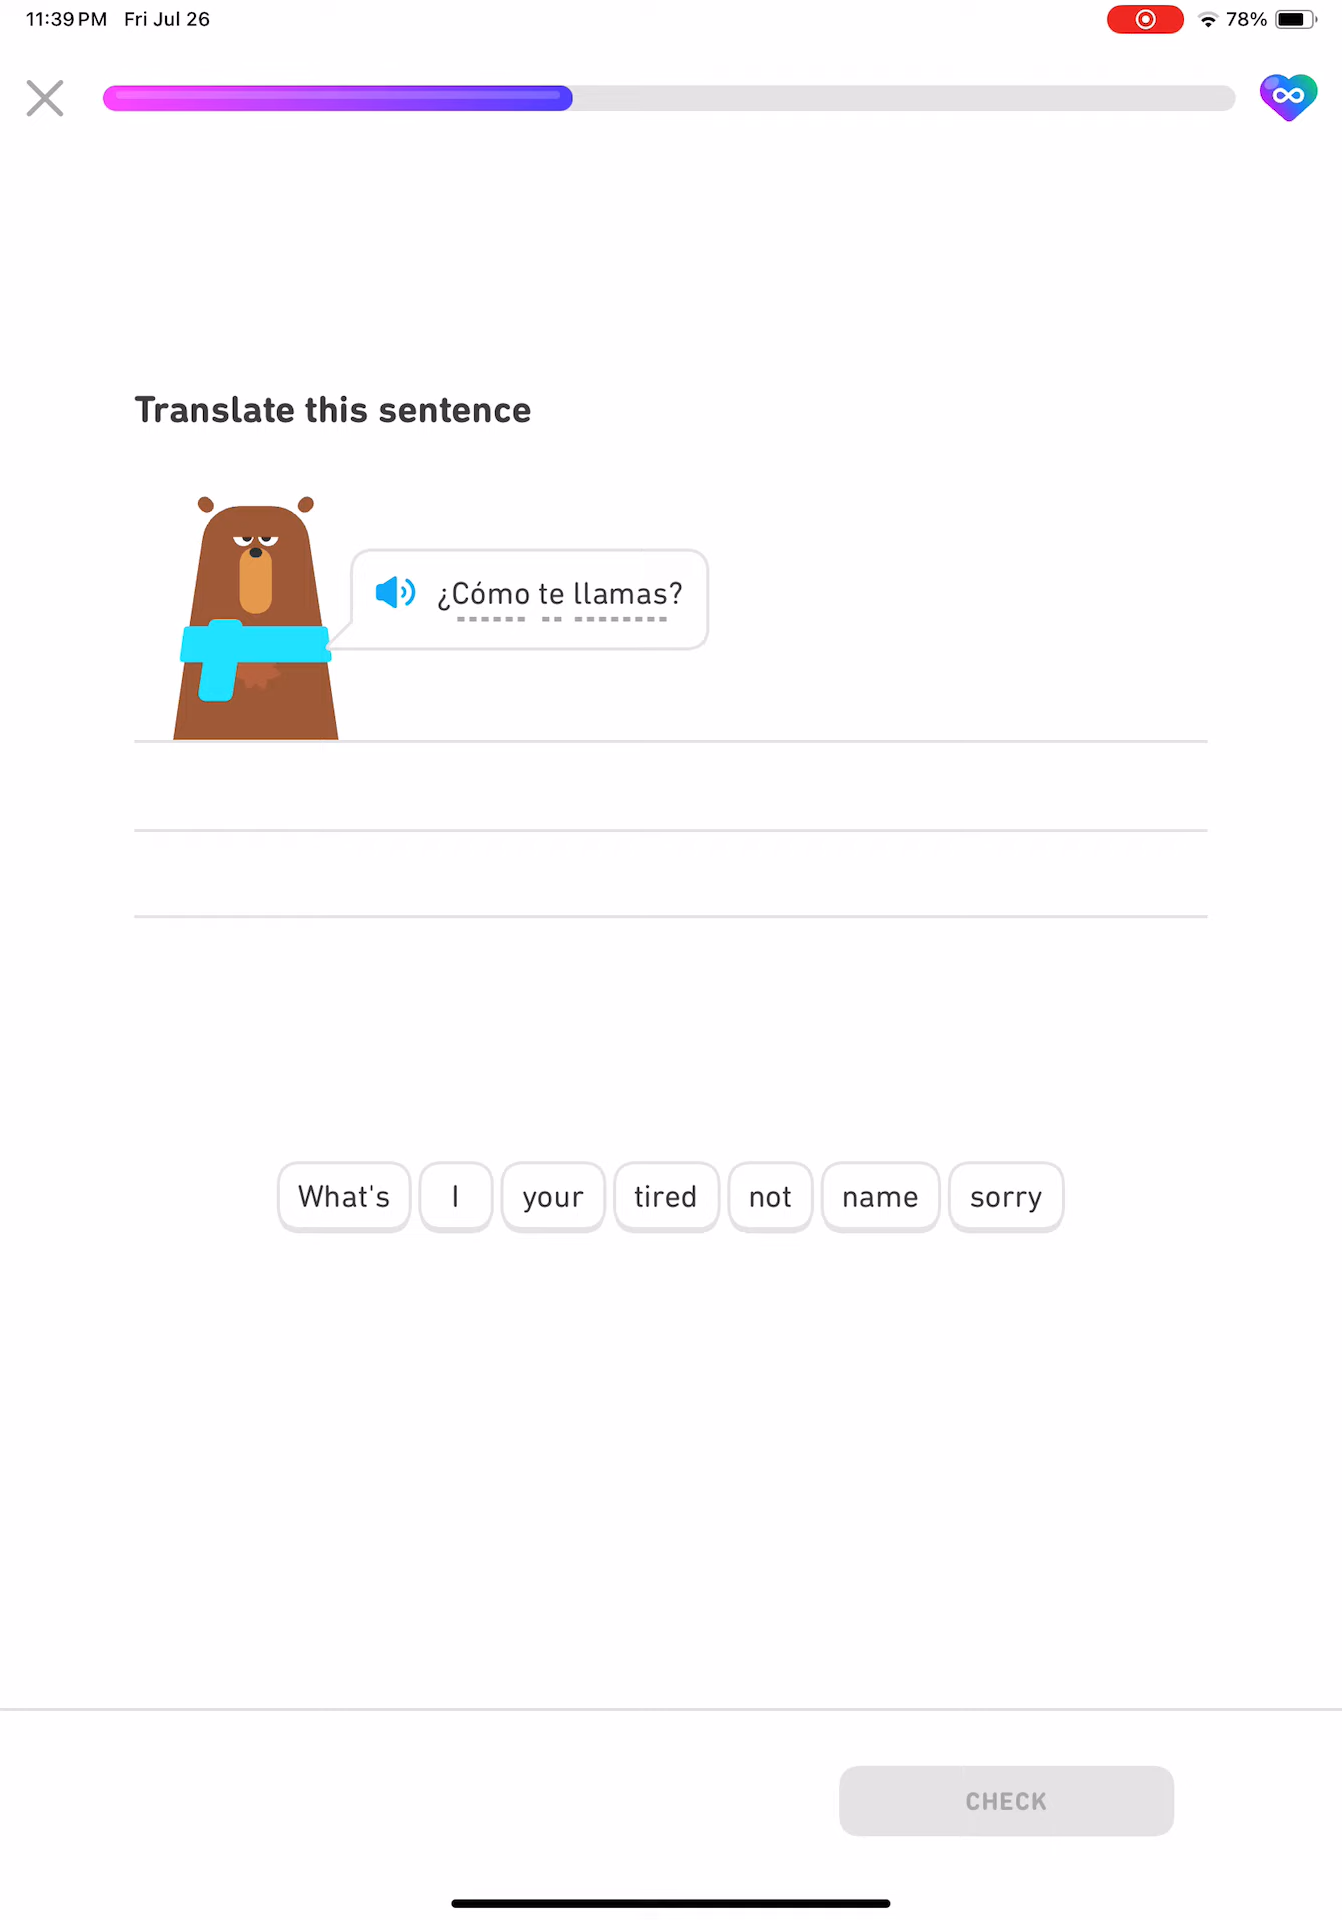 11:39 PM Fri Jul 26 78%
Translate this sentence
¿Cómo te llamas?
What's I your tired not name sorry
CHECK